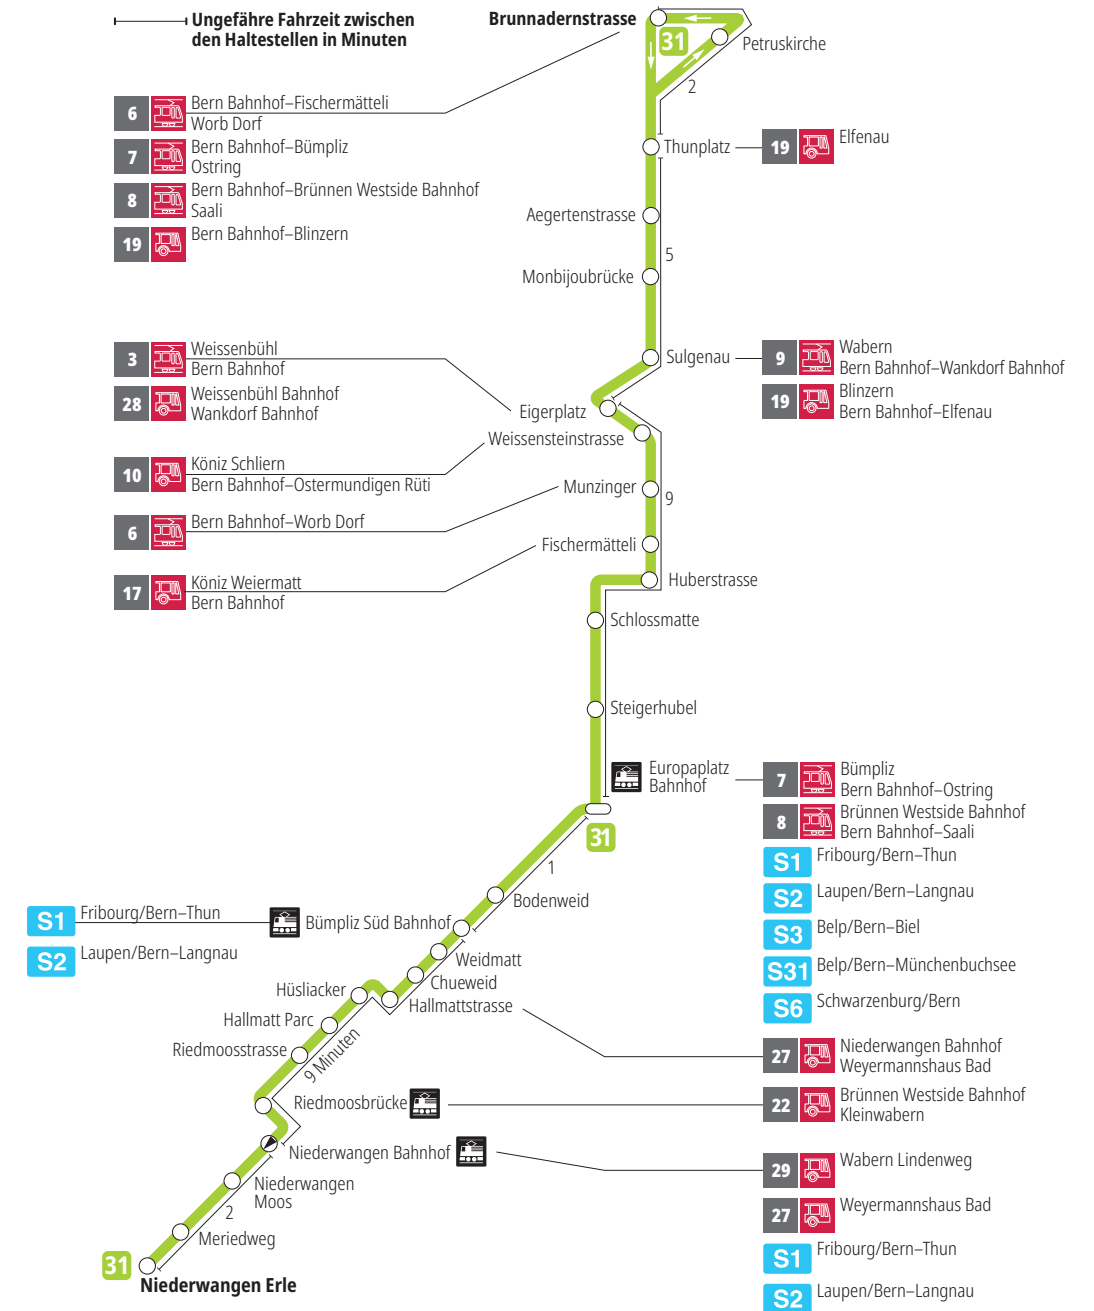 Ungefähre Fahrzeit zwischen
den Haltestellen in Minuten
Brunnadernstrasse
31
Petruskirche
2
6
Bern Bahnhof–Fischermätteli
Worb Dorf
7
Bern Bahnhof–Bümpliz
Ostring
8
Bern Bahnhof–Brünnen Westside Bahnhof
Saali
19
Bern Bahnhof–Blinzern
Thunplatz
19
Elfenau
Aegertenstrasse
5
Monbijoubrücke
3
Weissenbühl
Bern Bahnhof
28
Weissenbühl Bahnhof
Wankdorf Bahnhof
Sulgenau
9
Wabern
Bern Bahnhof–Wankdorf Bahnhof
19
Blinzern
Bern Bahnhof–Elfenau
Eigerplatz
Weissensteinstrasse
10
Köniz Schliern
Bern Bahnhof–Ostermundigen Rüti
Munzinger
9
6
Bern Bahnhof–Worb Dorf
Fischermätteli
17
Köniz Weiermatt
Bern Bahnhof
Huberstrasse
Schlossmatte
Steigerhubel
Europaplatz
Bahnhof
7
Bümpliz
Bern Bahnhof–Ostring
8
Brünnen Westside Bahnhof
Bern Bahnhof–Saali
S1
Fribourg/Bern–Thun
S2
Laupen/Bern–Langnau
S3
Belp/Bern–Biel
S31
Belp/Bern–Münchenbuchsee
S6
Schwarzenburg/Bern
31
1
Bodenweid
S1
Fribourg/Bern–Thun
S2
Laupen/Bern–Langnau
Bümpliz Süd Bahnhof
Weidmatt
Chueweid
Hallmattstrasse
27
Niederwangen Bahnhof
Weyermannshaus Bad
Hüsliacker
Hallmatt Parc
Riedmoosstrasse
9 Minuten
Riedmoosbrücke
22
Brünnen Westside Bahnhof
Kleinwabern
Niederwangen Bahnhof
29
Wabern Lindenweg
27
Weyermannshaus Bad
S1
Fribourg/Bern–Thun
S2
Laupen/Bern–Langnau
Niederwangen
Moos
2
Meriedweg
31
Niederwangen Erle